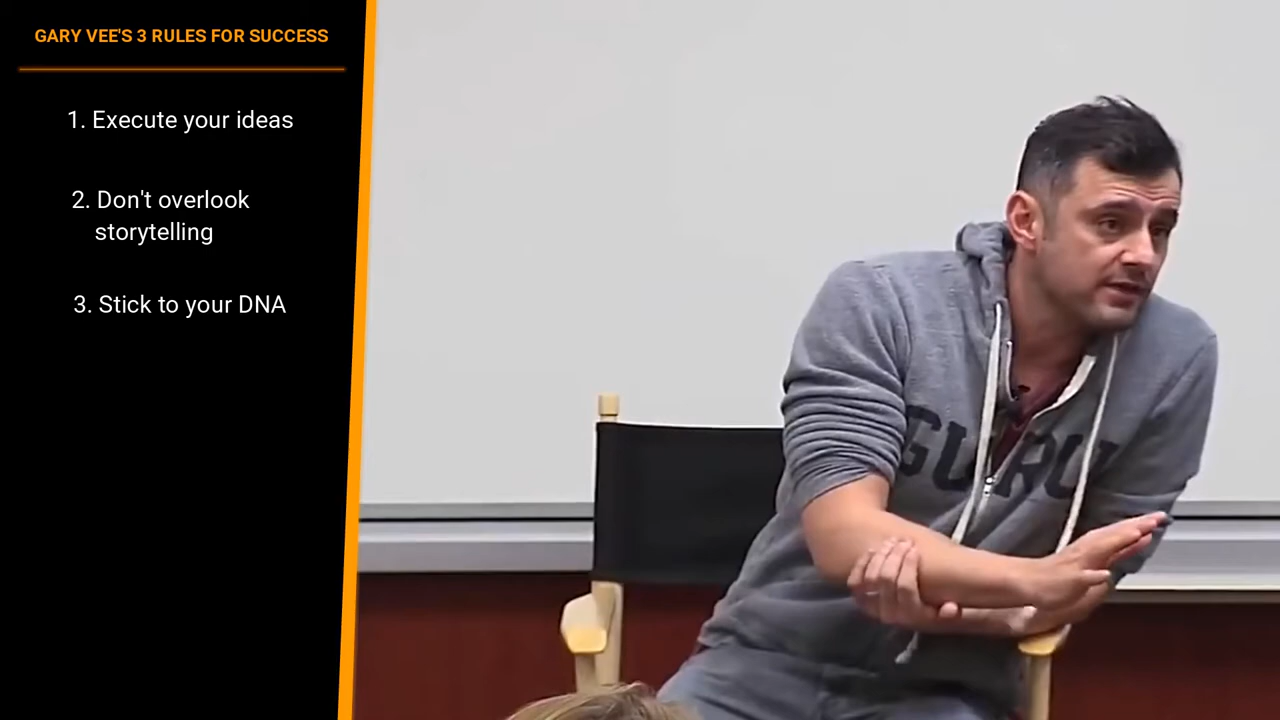 GARY VEE'S 3 RULES FOR SUCCESS
1. Execute your ideas
2. Don't overlook
storytelling
3. Stick to your DNA
GURU